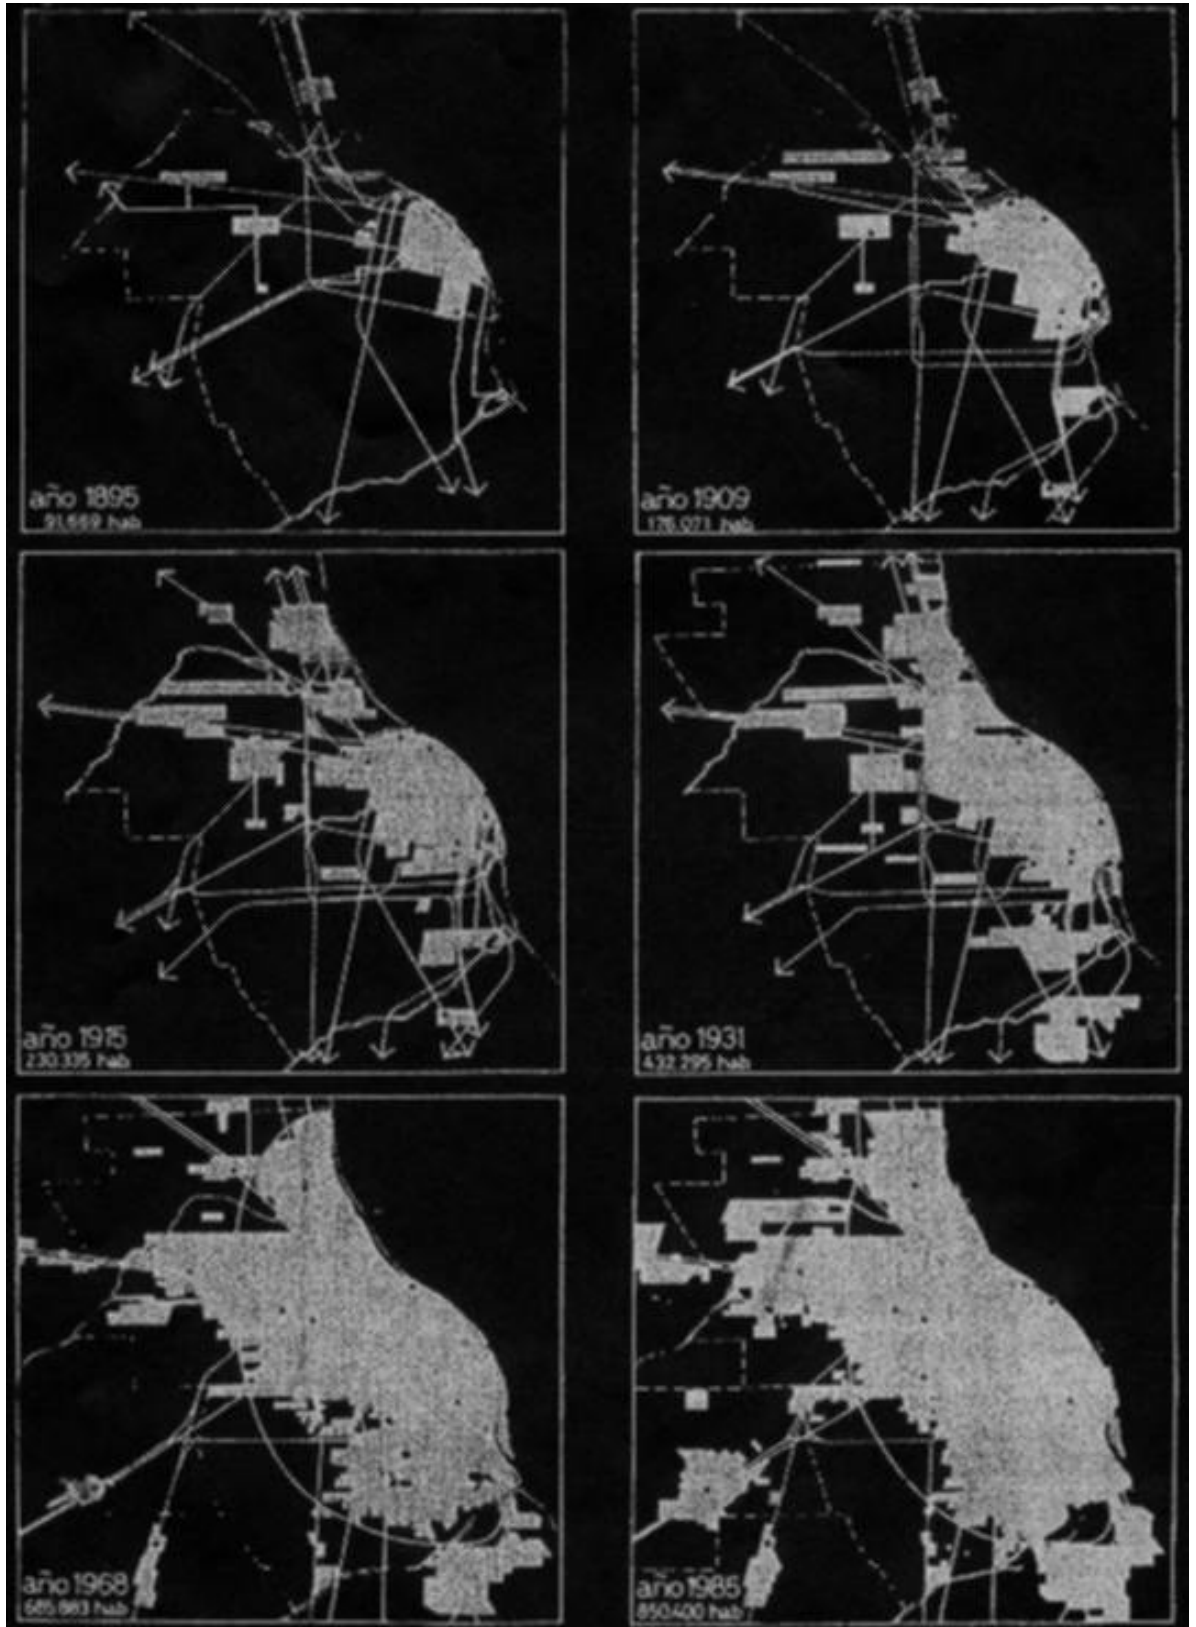 año 1895
91.669 hab
año 1909
176.071 hab
año 1915
230.335 hab
año 1931
432.295 hab
año 1968
685.883 hab
año 1985
850.400 hab